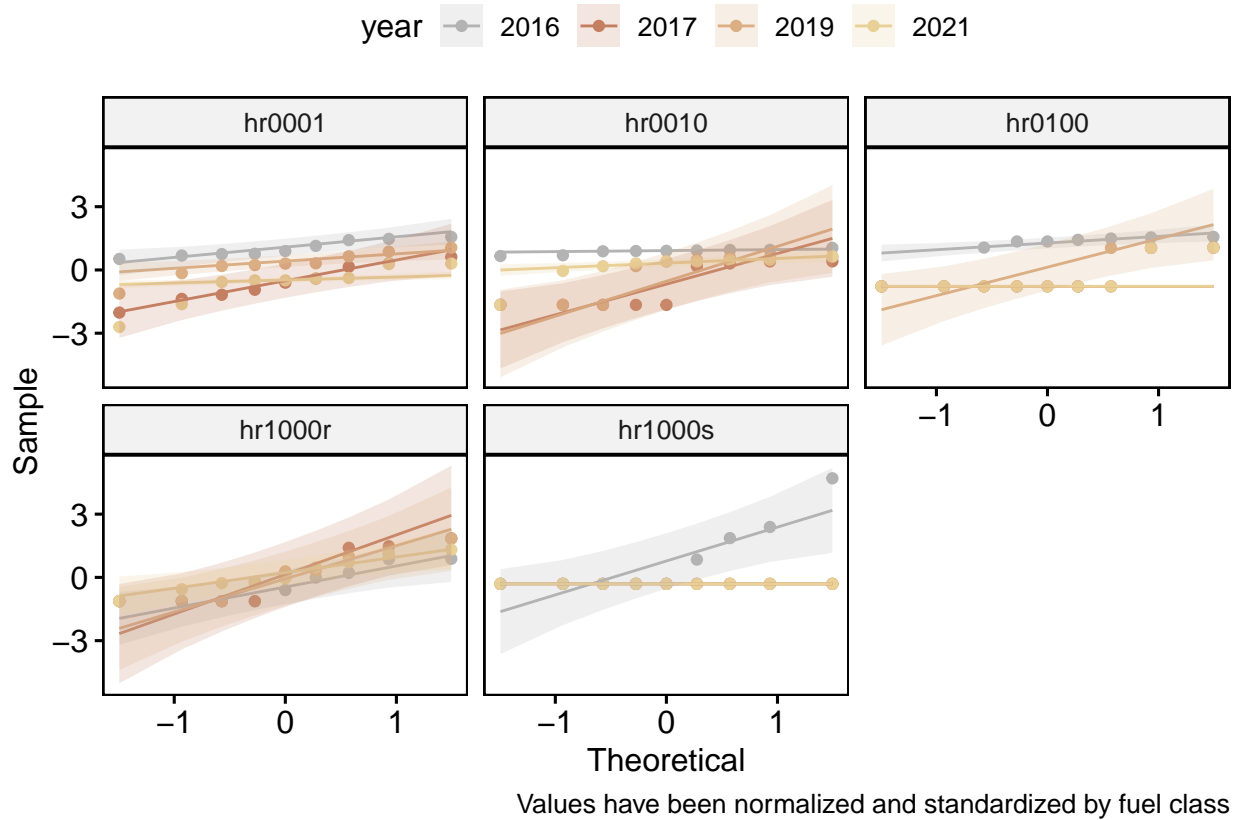 year 2016 2017 2019 2021
hr0001 hr0010 hr0100
3
0
−3
Sample
−1 0 1
hr1000r hr1000s
3
0
−3
−1 0 1 −1 0 1
Theoretical
Values have been normalized and standardized by fuel class